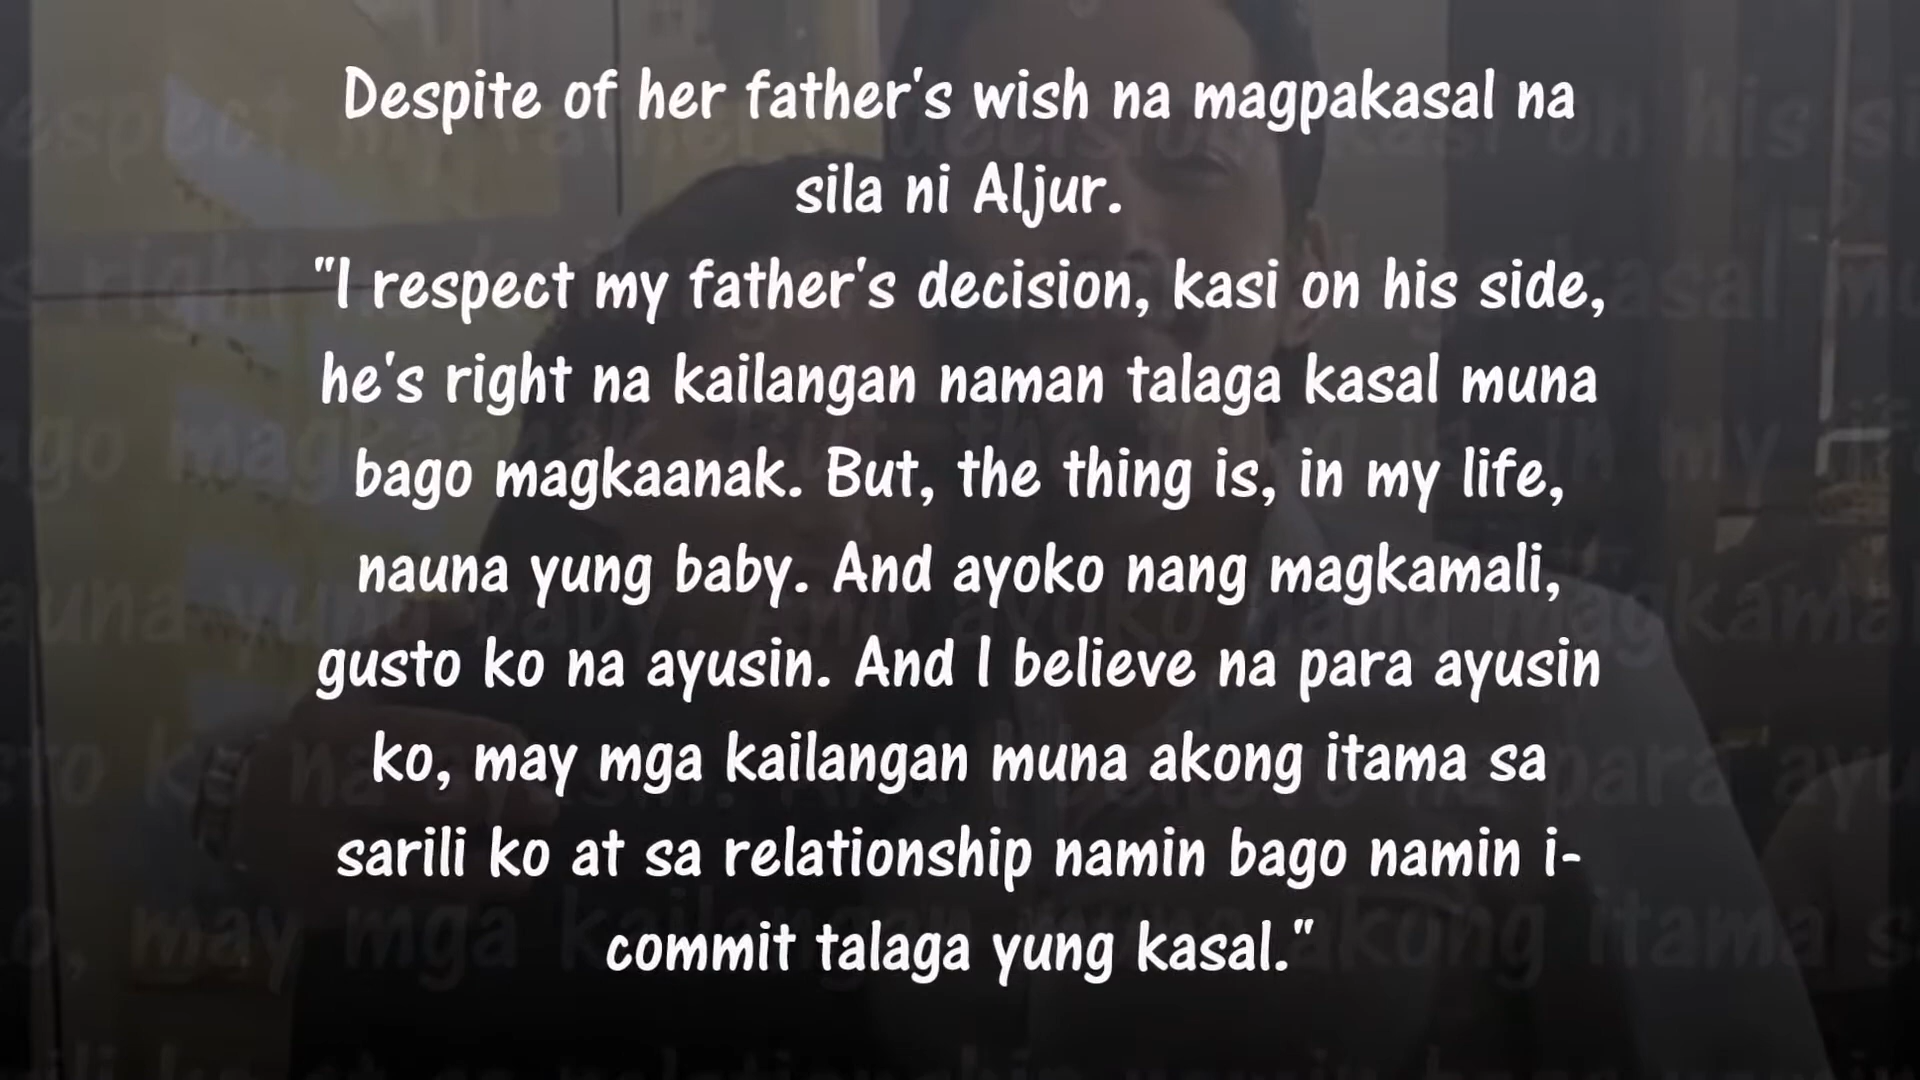 Despite of her father's wish na magpakasal na
sila ni Aljur.
"I respect my father's decision, kasi on his side,
he's right na kailangan naman talaga kasal muna
bago magkaanak. But, the thing is, in my life,
nauna yung baby. And ayoko nang magkamali,
gusto ko na ayusin. And I believe na para ayusin
ko, may mga kailangan muna akong itama sa
sarili ko at sa relationship namin bago namin i-
commit talaga yung kasal."